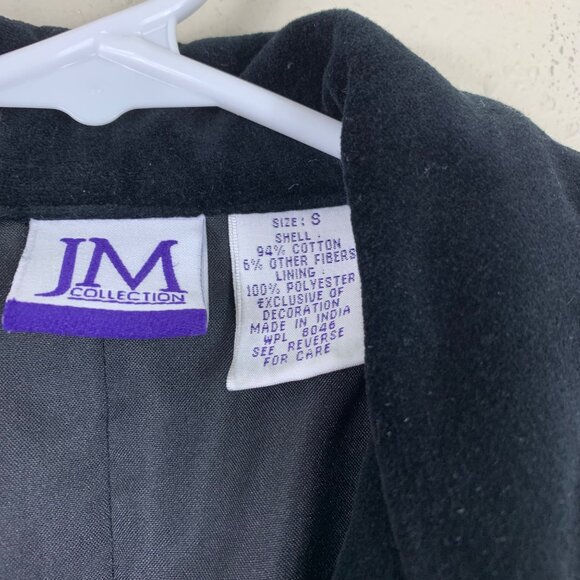 JM
COLLECTION
SIZE: S
SHELL:
94% COTTON
6% OTHER FIBERS
LINING:
100% POLYESTER
EXCLUSIVE OF
DECORATION
MADE IN INDIA
WPL 8046
SEE REVERSE
FOR CARE